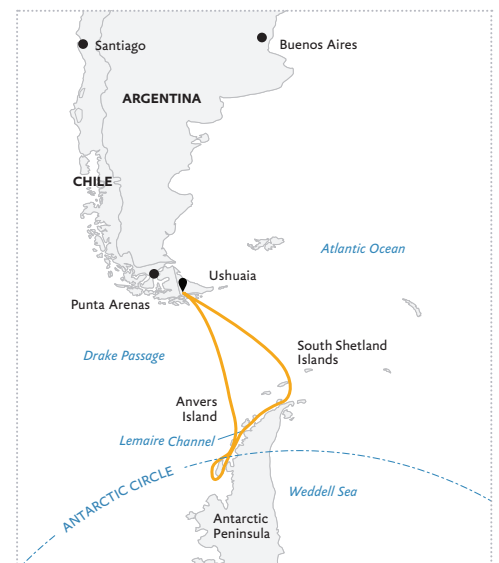 Santiago
Buenos Aires
ARGENTINA
CHILE
Atlantic Ocean
Ushuaia
Punta Arenas
South Shetland
Islands
Drake Passage
Anvers
Island
Lemaire Channel
ANTARCTIC CIRCLE
Weddell Sea
Antarctic
Peninsula